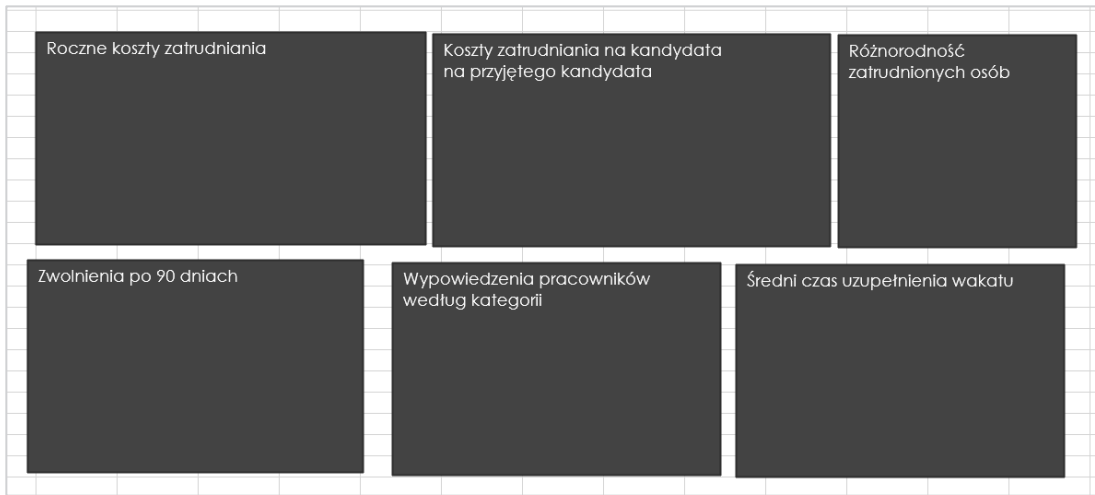 Roczne koszty zatrudniania
Koszty zatrudniania na kandydata
na przyjętego kandydata
Różnorodność
zatrudnionych osób
Zwolnienia po 90 dniach
Wypowiedzenia pracowników
według kategorii
Średni czas uzupełnienia wakatu